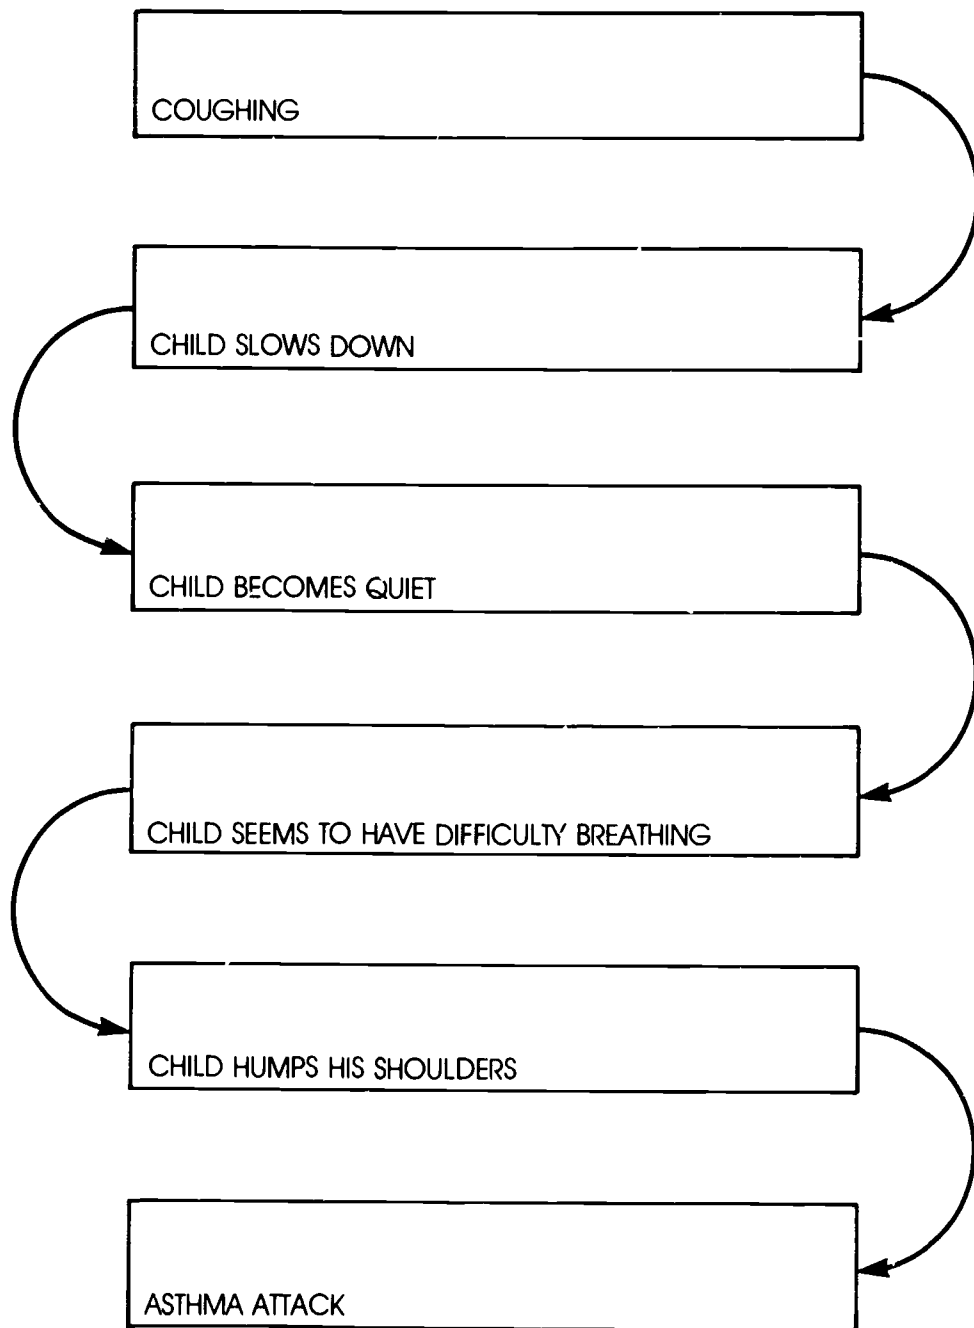 COUGHING
CHILD SLOWS DOWN
CHILD BECOMES QUIET
CHILD SEEMS TO HAVE DIFFICULTY BREATHING
CHILD HUMPS HIS SHOULDERS
ASTHMA ATTACK